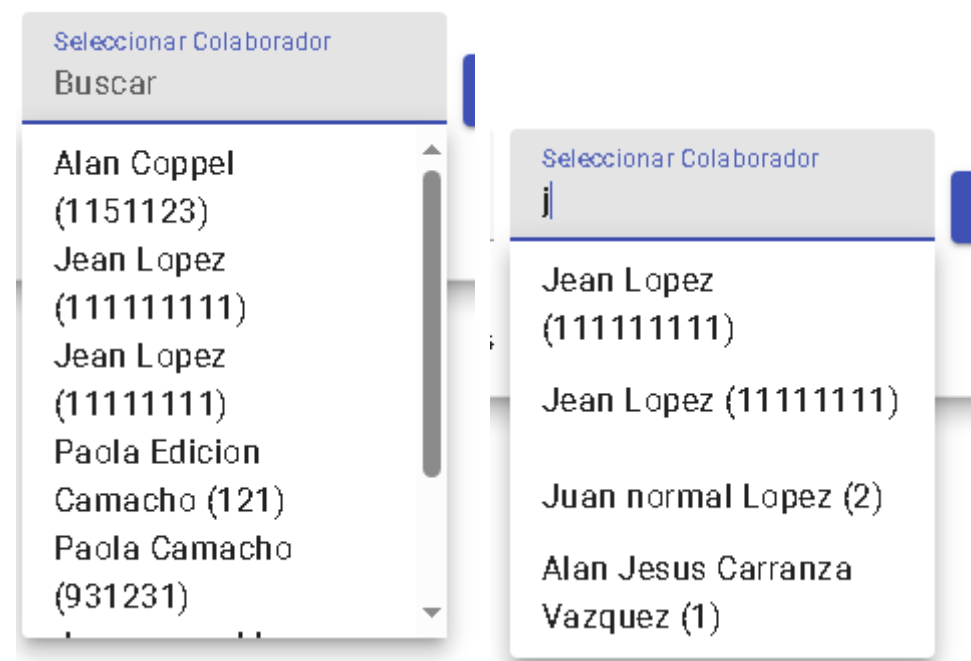 Seleccionar Colaborador
Buscar
Alan Coppel
(1151123)
Jean Lopez
(111111111)
Jean Lopez
(11111111)
Paola Edicion
Camacho (121)
Paola Camacho
(931231)
Seleccionar Colaborador
j
Jean Lopez
(111111111)
Jean Lopez (11111111)
Juan normal Lopez (2)
Alan Jesus Carranza
Vazquez (1)